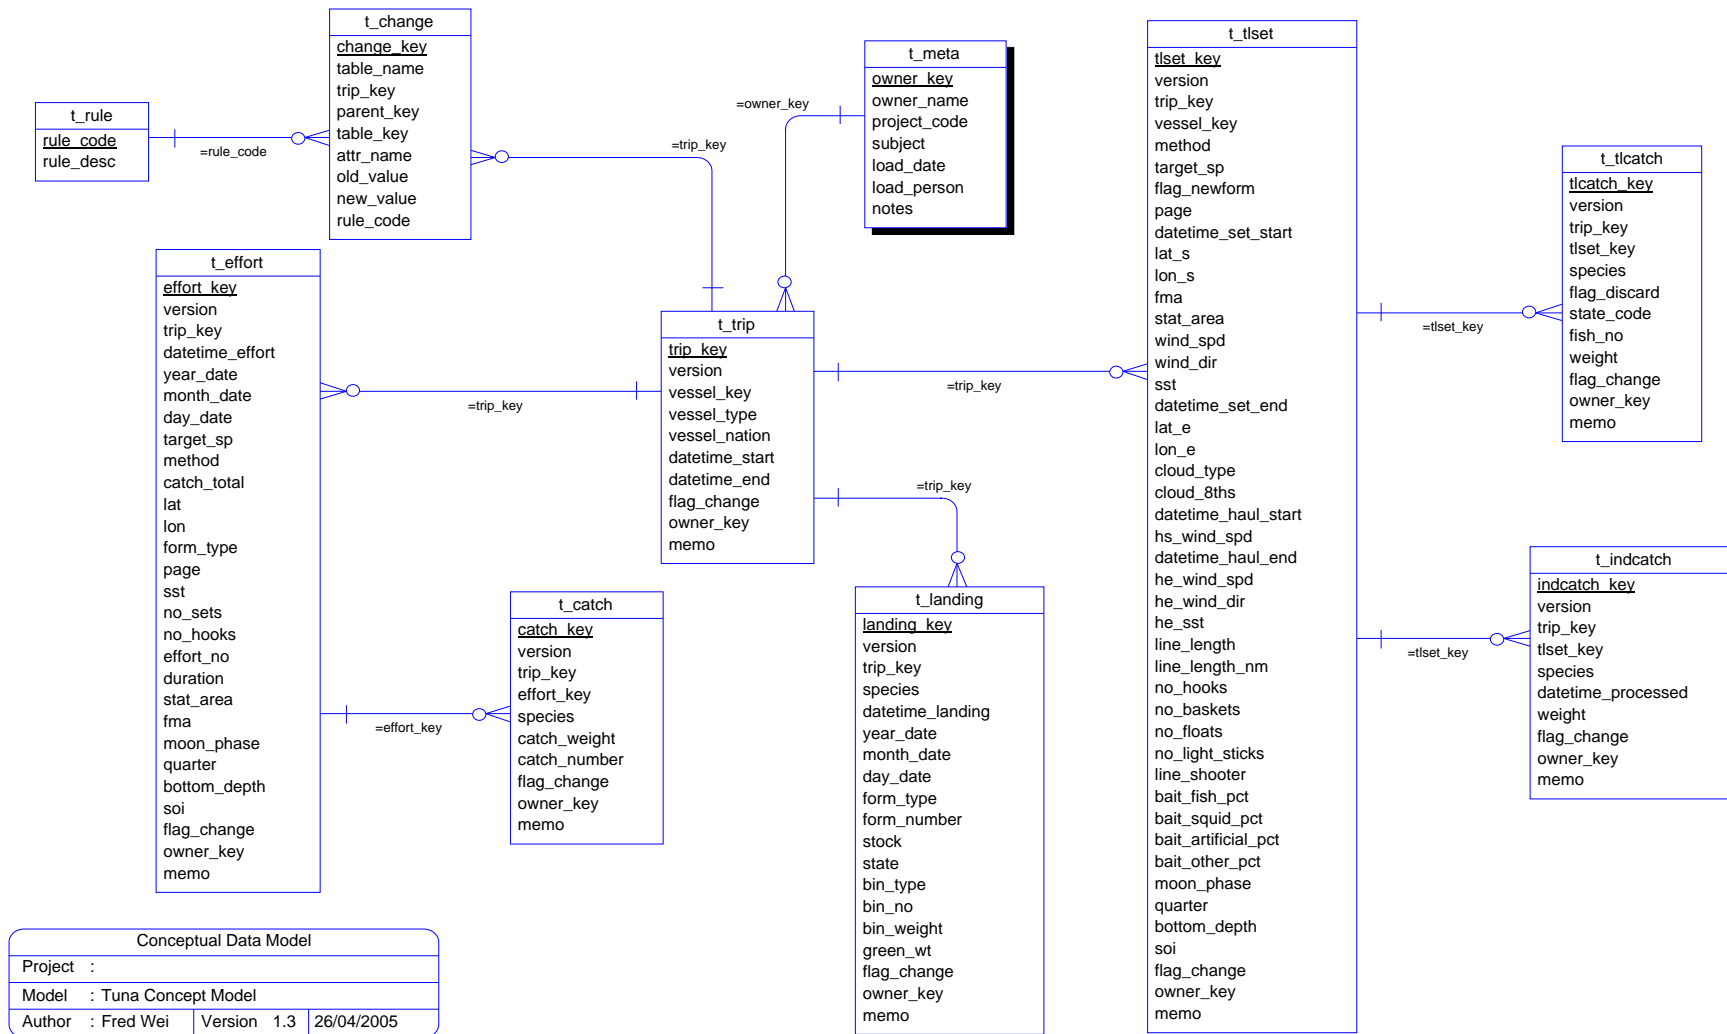 t_change
change_key
table_name
trip_key
parent_key
table_key
attr_name
old_value
new_value
rule_code
t_rule
rule_code
rule_desc
=rule_code
=trip_key
t_meta
owner_key
owner_name
project_code
subject
load_date
load_person
notes
=owner_key
t_effort
effort_key
version
trip_key
datetime_effort
year_date
month_date
day_date
target_sp
method
catch_total
lat
lon
form_type
page
sst
no_sets
no_hooks
effort_no
duration
stat_area
fma
moon_phase
quarter
bottom_depth
soi
flag_change
owner_key
memo
=trip_key
t_trip
trip_key
version
vessel_key
vessel_type
vessel_nation
datetime_start
datetime_end
flag_change
owner_key
memo
=trip_key
=trip_key
t_catch
catch_key
version
trip_key
effort_key
species
catch_weight
catch_number
flag_change
owner_key
memo
=effort_key
t_landing
landing_key
version
trip_key
species
datetime_landing
year_date
month_date
day_date
form_type
form_number
stock
state
bin_type
bin_no
bin_weight
green_wt
flag_change
owner_key
memo
t_tlset
tlset_key
version
trip_key
vessel_key
method
target_sp
flag_newform
page
datetime_set_start
lat_s
lon_s
fma
stat_area
wind_spd
wind_dir
sst
datetime_set_end
lat_e
lon_e
cloud_type
cloud_8ths
datetime_haul_start
hs_wind_spd
datetime_haul_end
he_wind_spd
he_wind_dir
he_sst
line_length
line_length_nm
no_hooks
no_baskets
no_floats
no_light_sticks
line_shooter
bait_fish_pct
bait_squid_pct
bait_artificial_pct
bait_other_pct
moon_phase
quarter
bottom_depth
soi
flag_change
owner_key
memo
=tlset_key
t_tlcatch
tlcatch_key
version
trip_key
tlset_key
species
flag_discard
state_code
fish_no
weight
flag_change
owner_key
memo
=tlset_key
t_indcatch
indcatch_key
version
trip_key
tlset_key
species
datetime_processed
weight
flag_change
owner_key
memo
Conceptual Data Model
Project :
Model : Tuna Concept Model
Author : Fred Wei Version 1.3 26/04/2005